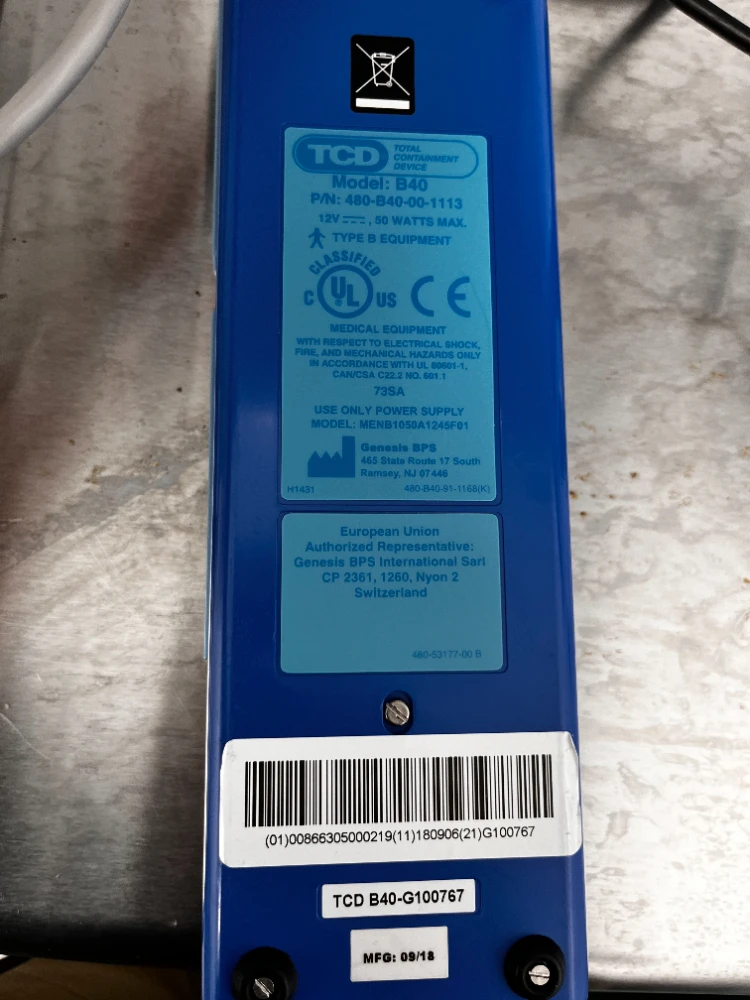 TCD TOTAL CONTAINMENT DEVICE
Model: B40
P/N: 480-B40-00-1113
12V ⎓, 50 WATTS MAX.
TYPE B EQUIPMENT
CLASSIFIED
C UL US CE
MEDICAL EQUIPMENT
WITH RESPECT TO ELECTRICAL SHOCK,
FIRE, AND MECHANICAL HAZARDS ONLY
IN ACCORDANCE WITH UL 60601-1,
CAN/CSA C22.2 NO. 601.1
73SA
USE ONLY POWER SUPPLY
MODEL: MENB1050A1245F01
Genesis BPS
465 State Route 17 South
Ramsey, NJ 07446
H1431 480-B40-91-1168(K)
European Union
Authorized Representative:
Genesis BPS International Sarl
CP 2361, 1260, Nyon 2
Switzerland
480-53177-00 B
(01)00866305000219(11)180906(21)G100767
TCD B40-G100767
MFG: 09/18